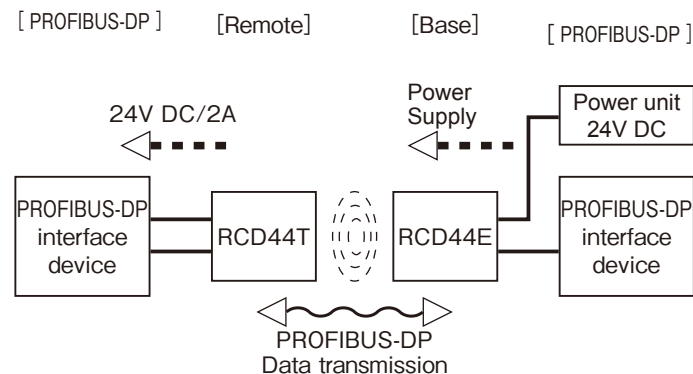 [ PROFIBUS-DP ]
[Remote]
[Base]
[ PROFIBUS-DP ]
24V DC/2A
Power
Supply
Power unit
24V DC
PROFIBUS-DP
interface
device
RCD44T
RCD44E
PROFIBUS-DP
interface
device
PROFIBUS-DP
Data transmission